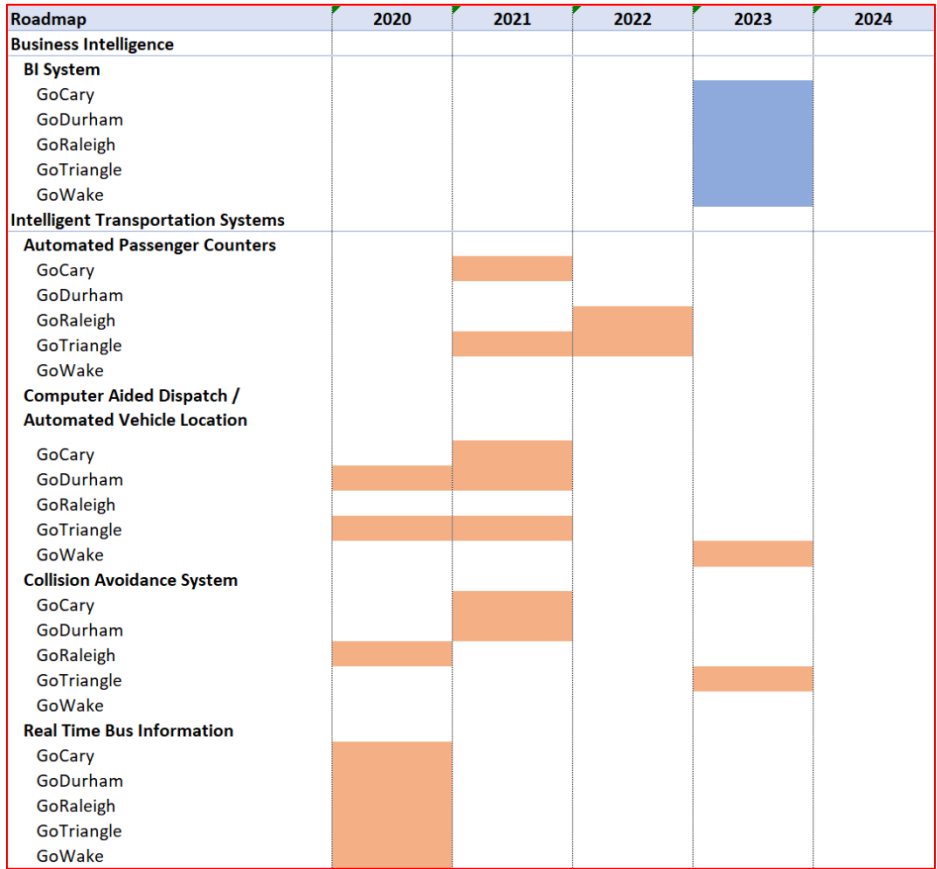 Roadmap 2020 2021 2022 2023 2024
Business Intelligence
BI System
GoCary
GoDurham
GoRaleigh
GoTriangle
GoWake
Intelligent Transportation Systems
Automated Passenger Counters
GoCary
GoDurham
GoRaleigh
GoTriangle
GoWake
Computer Aided Dispatch /
Automated Vehicle Location
GoCary
GoDurham
GoRaleigh
GoTriangle
GoWake
Collision Avoidance System
GoCary
GoDurham
GoRaleigh
GoTriangle
GoWake
Real Time Bus Information
GoCary
GoDurham
GoRaleigh
GoTriangle
GoWake